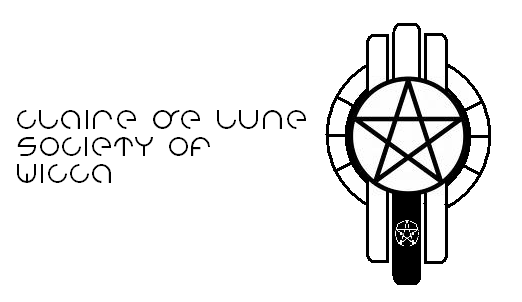 Claire de Lune
Society of
Wicca